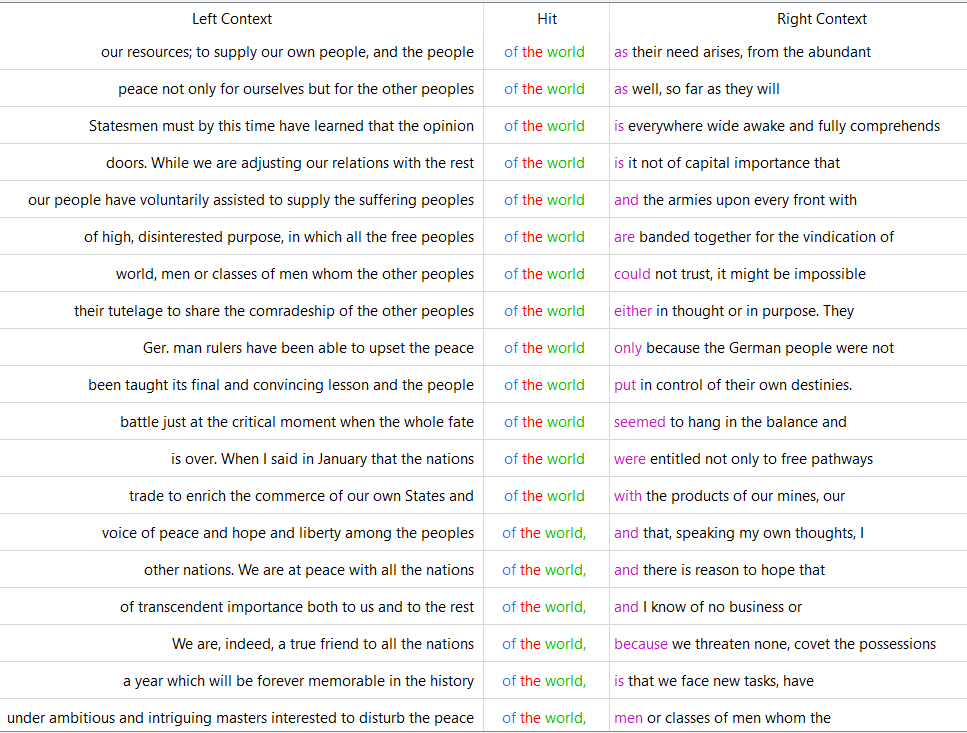 Left Context Hit Right Context
our resources; to supply our own people, and the people of the world as their need arises, from the abundant
peace not only for ourselves but for the other peoples of the world as well, so far as they will
Statesmen must by this time have learned that the opinion of the world is everywhere wide awake and fully comprehends
doors. While we are adjusting our relations with the rest of the world is it not of capital importance that
our people have voluntarily assisted to supply the suffering peoples of the world and the armies upon every front with
of high, disinterested purpose, in which all the free peoples of the world are banded together for the vindication of
world, men or classes of men whom the other peoples of the world could not trust, it might be impossible
their tutelage to share the comradeship of the other peoples of the world either in thought or in purpose. They
Ger. man rulers have been able to upset the peace of the world only because the German people were not
been taught its final and convincing lesson and the people of the world put in control of their own destinies.
battle just at the critical moment when the whole fate of the world seemed to hang in the balance and
is over. When I said in January that the nations of the world were entitled not only to free pathways
trade to enrich the commerce of our own States and of the world with the products of our mines, our
voice of peace and hope and liberty among the peoples of the world, and that, speaking my own thoughts, I
other nations. We are at peace with all the nations of the world, and there is reason to hope that
of transcendent importance both to us and to the rest of the world, and I know of no business or
We are, indeed, a true friend to all the nations of the world, because we threaten none, covet the possessions
a year which will be forever memorable in the history of the world, is that we face new tasks, have
under ambitious and intriguing masters interested to disturb the peace of the world, men or classes of men whom the